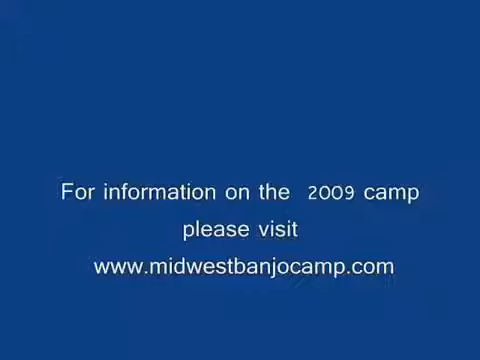 For information on the 2009 camp
please visit
www.midwestbanjocamp.com